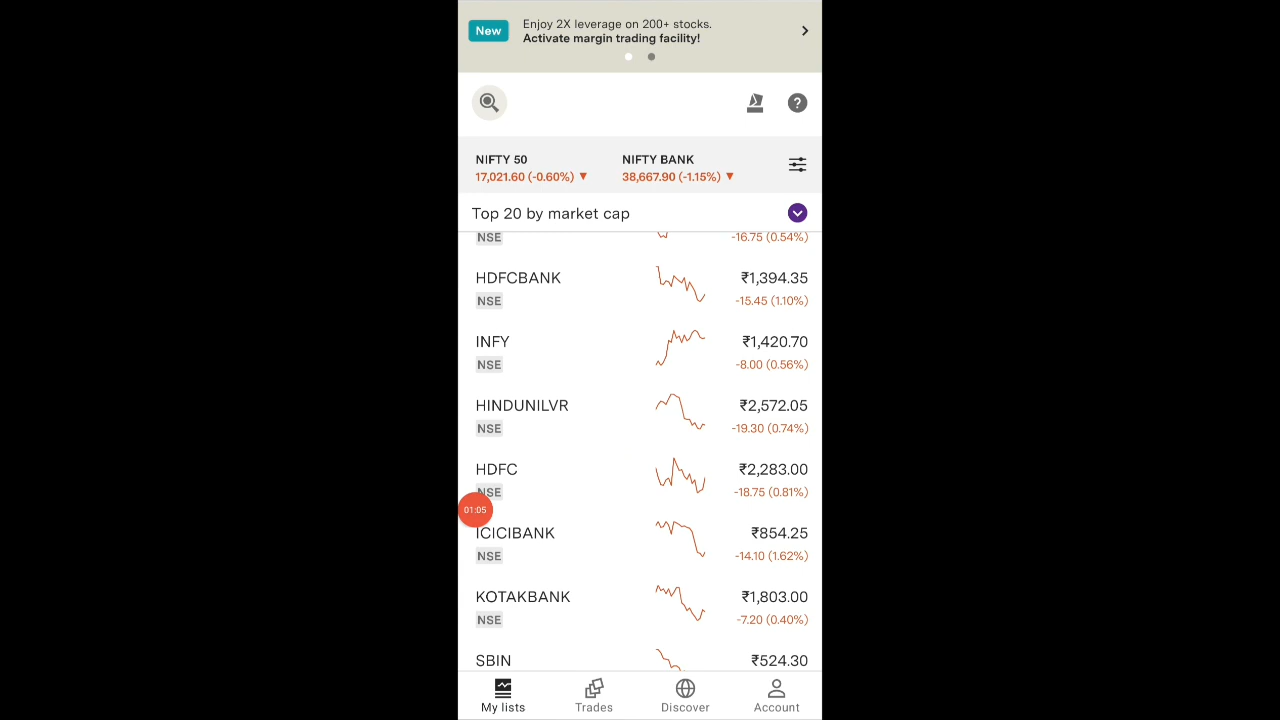 New
Enjoy 2X leverage on 200+ stocks.
Activate margin trading facility!
?
NIFTY 50
17,021.60 (-0.60%) ▼
NIFTY BANK
38,667.90 (-1.15%) ▼
Top 20 by market cap
NSE
-16.75 (0.54%)
HDFCBANK
₹1,394.35
NSE
-15.45 (1.10%)
INFY
₹1,420.70
NSE
-8.00 (0.56%)
HINDUNILVR
₹2,572.05
NSE
-19.30 (0.74%)
HDFC
₹2,283.00
NSE
-18.75 (0.81%)
01:05
ICICIBANK
₹854.25
NSE
-14.10 (1.62%)
KOTAKBANK
₹1,803.00
NSE
-7.20 (0.40%)
SBIN
₹524.30
My lists
Trades
Discover
Account